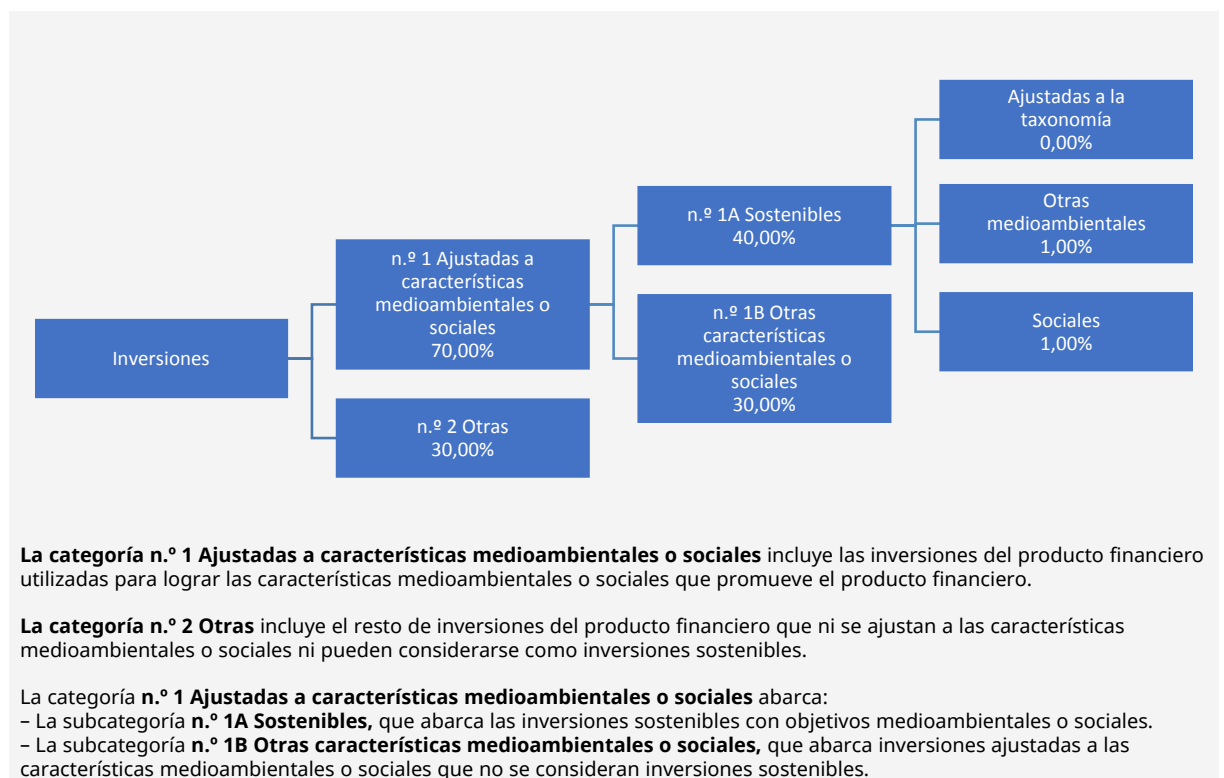 Inversiones
n.º 1 Ajustadas a
características
medioambientales o
sociales
70,00%
n.º 2 Otras
30,00%
n.º 1A Sostenibles
40,00%
n.º 1B Otras
características
medioambientales o
sociales
30,00%
Ajustadas a la
taxonomía
0,00%
Otras
medioambientales
1,00%
Sociales
1,00%
La categoría n.º 1 Ajustadas a características medioambientales o sociales incluye las inversiones del producto financiero
utilizadas para lograr las características medioambientales o sociales que promueve el producto financiero.
La categoría n.º 2 Otras incluye el resto de inversiones del producto financiero que ni se ajustan a las características
medioambientales o sociales ni pueden considerarse como inversiones sostenibles.
La categoría n.º 1 Ajustadas a características medioambientales o sociales abarca:
– La subcategoría n.º 1A Sostenibles, que abarca las inversiones sostenibles con objetivos medioambientales o sociales.
– La subcategoría n.º 1B Otras características medioambientales o sociales, que abarca inversiones ajustadas a las
características medioambientales o sociales que no se consideran inversiones sostenibles.